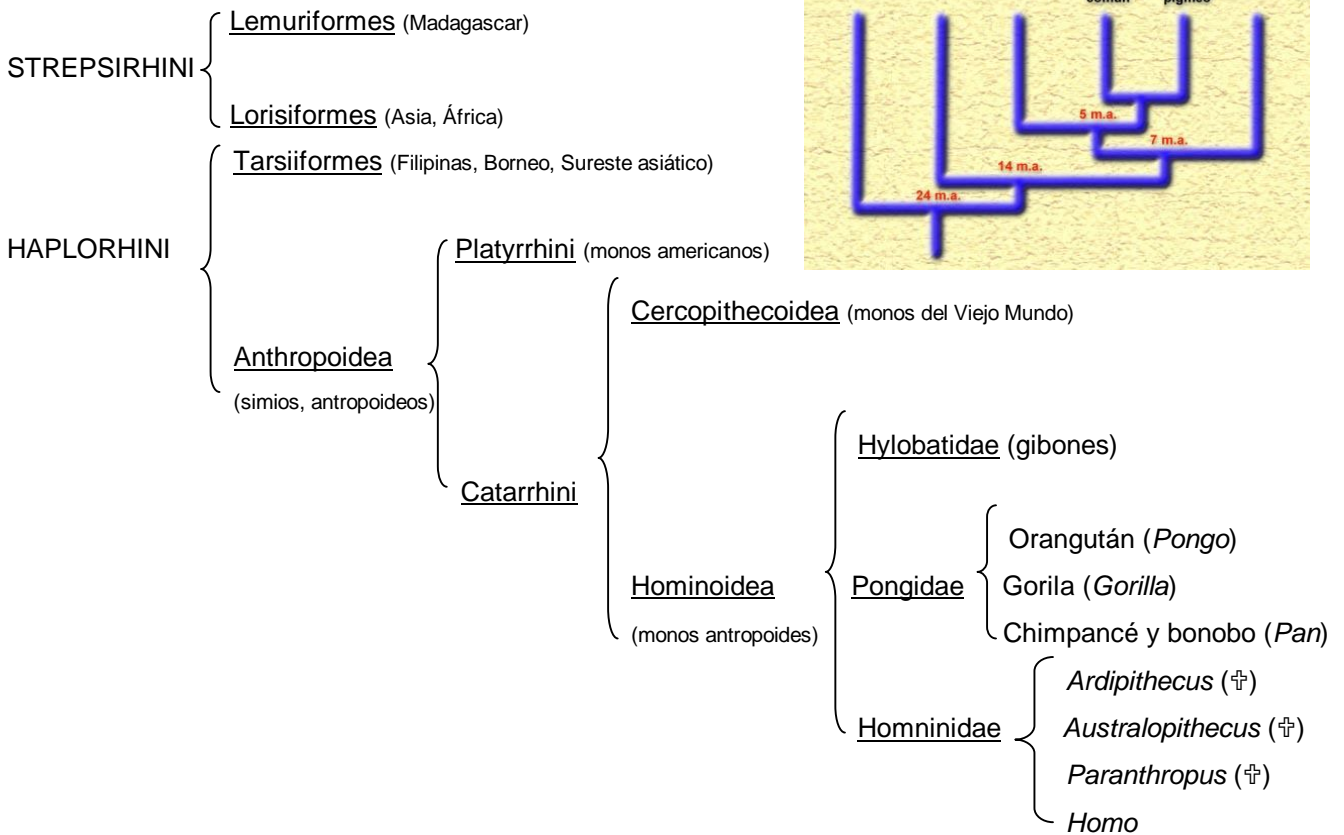 común pigmeo
Lemuriformes (Madagascar)
STREPSIRHINI
Lorisiformes (Asia, África)
5 m.a.
7 m.a.
14 m.a.
24 m.a.
Tarsiiformes (Filipinas, Borneo, Sureste asiático)
HAPLORHINI
Platyrrhini (monos americanos)
Cercopithecoidea (monos del Viejo Mundo)
Anthropoidea
(simios, antropoideos)
Hylobatidae (gibones)
Catarrhini
Orangután (Pongo)
Hominoidea
(monos antropoides)
Pongidae
Gorila (Gorilla)
Chimpancé y bonobo (Pan)
Ardipithecus (✞)
Homninidae
Australopithecus (✞)
Paranthropus (✞)
Homo